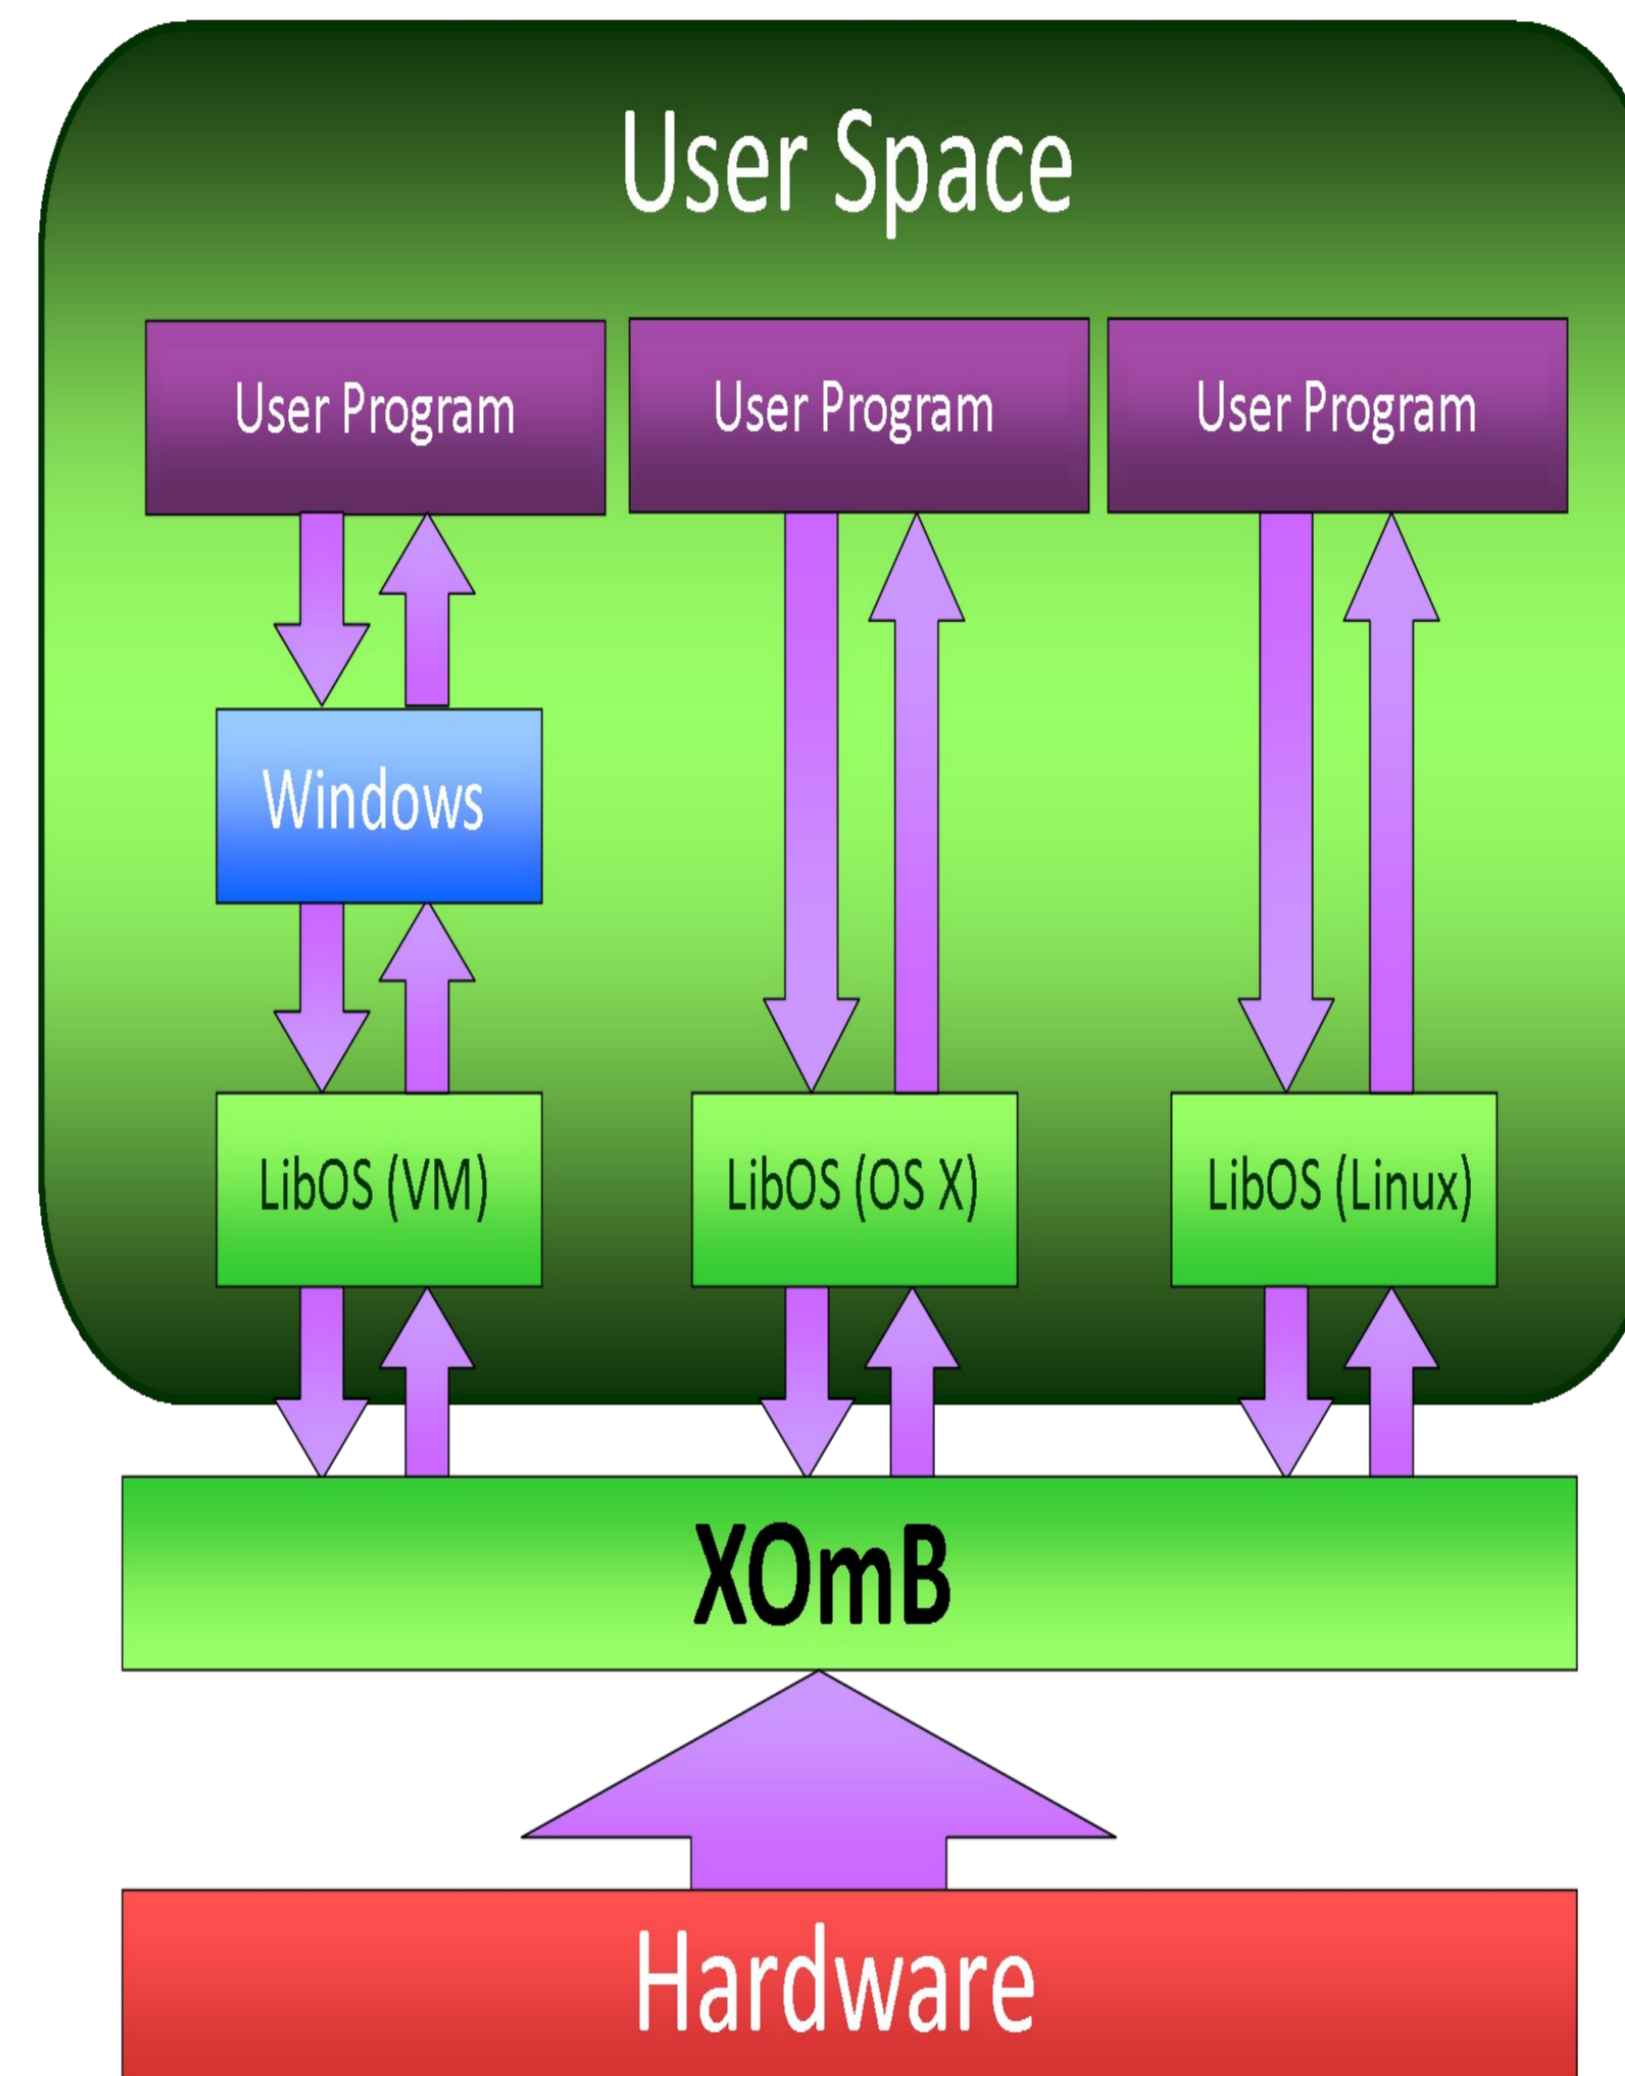 User Space
User Program
User Program
User Program
Windows
LibOS (VM)
LibOS (OS X)
LibOS (Linux)
XOmB
Hardware